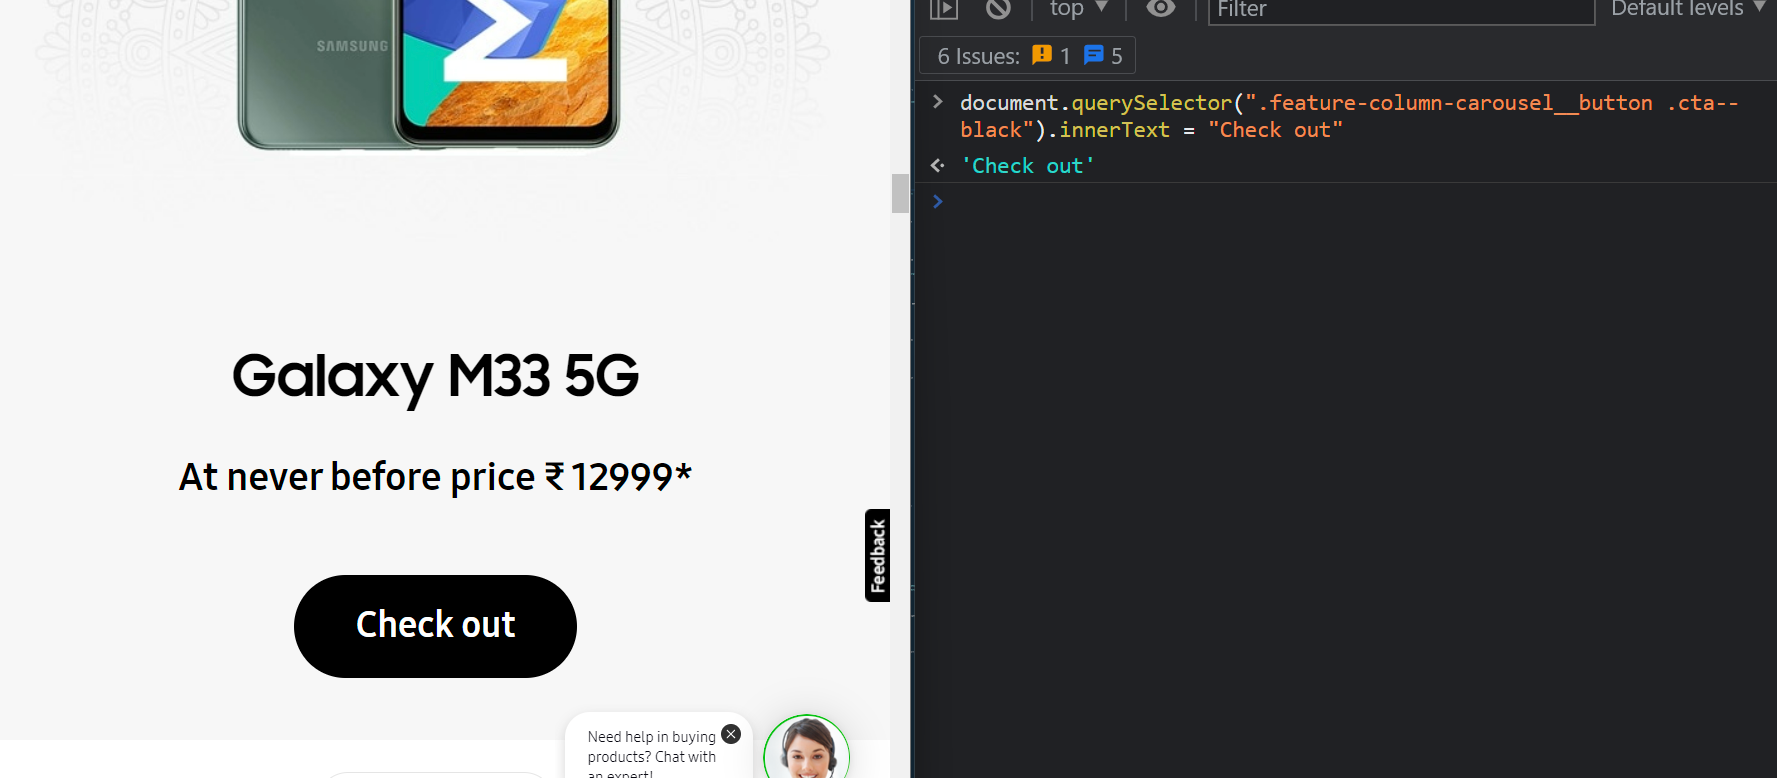 SAMSUNG
Galaxy M33 5G
At never before price ₹ 12999*
Check out
Feedback
Need help in buying
products? Chat with
an expert!
top
Filter
Default levels
6 Issues: 1 5
document.querySelector(".feature-column-carousel__button .cta--
black").innerText = "Check out"
'Check out'